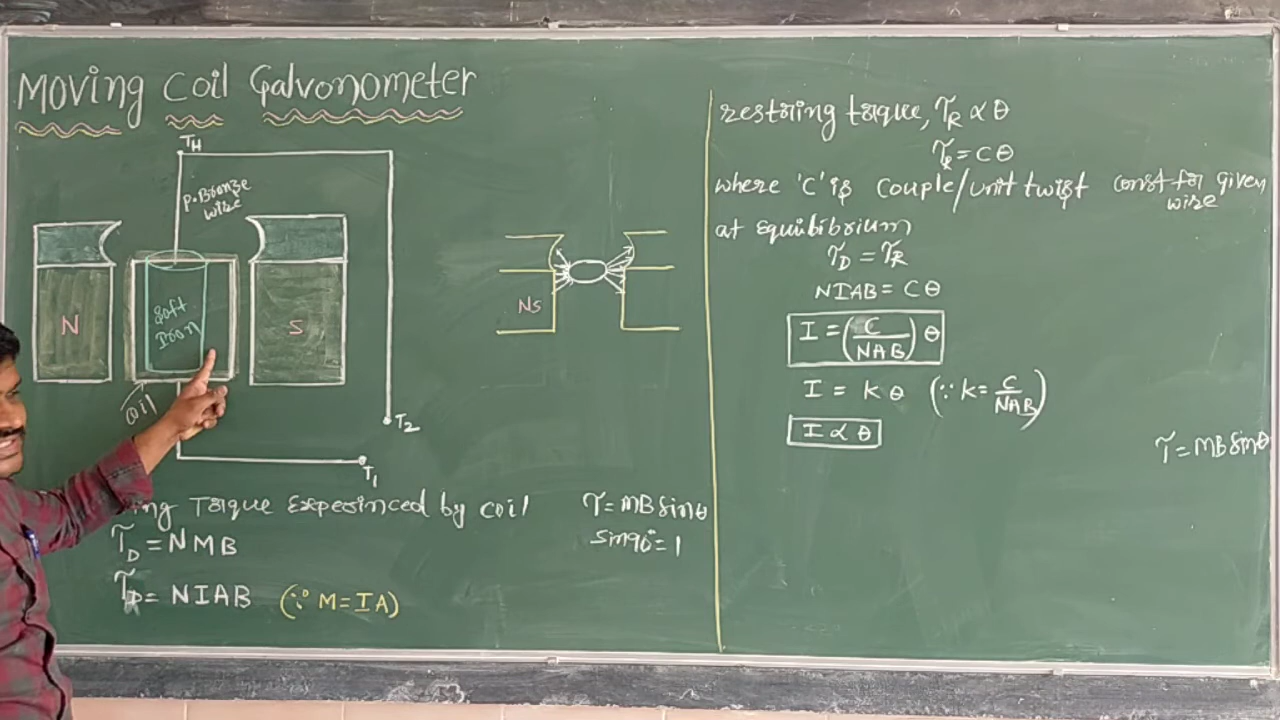 Moving Coil Galvonometer
TH
P.Bronze
wire
N
Soft
Iron
S
Coil
T2
T1
NS
ing Torque Experinced by coil
τD = NMB
τD = NIAB (∵ M = IA)
τ = MB Sinθ
Sin90° = 1
restoring torque, τR ∝ θ
τR = Cθ
where 'C' is Couple/unit twist const for given
wire
at equilibrium
τD = τR
NIAB = Cθ
I = (C/NAB) θ
I = K θ (∵ k = C/NAB)
I ∝ θ
τ = MB Sinθ